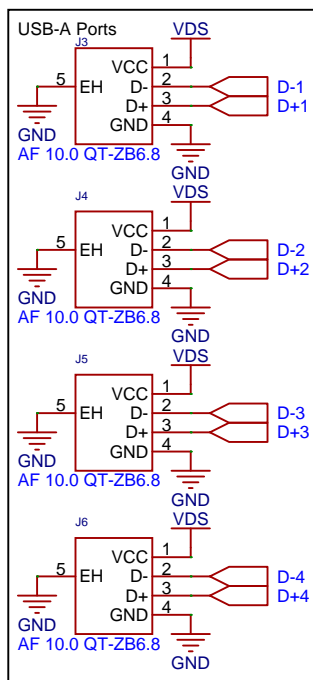 USB-A Ports
VDS
J3
VCC 1
5 EH D- 2 D-1
D+ 3 D+1
GND 4
GND
AF 10.0 QT-ZB6.8
GND
VDS
J4
VCC 1
5 EH D- 2 D-2
D+ 3 D+2
GND 4
GND
AF 10.0 QT-ZB6.8
GND
VDS
J5
VCC 1
5 EH D- 2 D-3
D+ 3 D+3
GND 4
GND
AF 10.0 QT-ZB6.8
GND
VDS
J6
VCC 1
5 EH D- 2 D-4
D+ 3 D+4
GND 4
GND
AF 10.0 QT-ZB6.8
GND